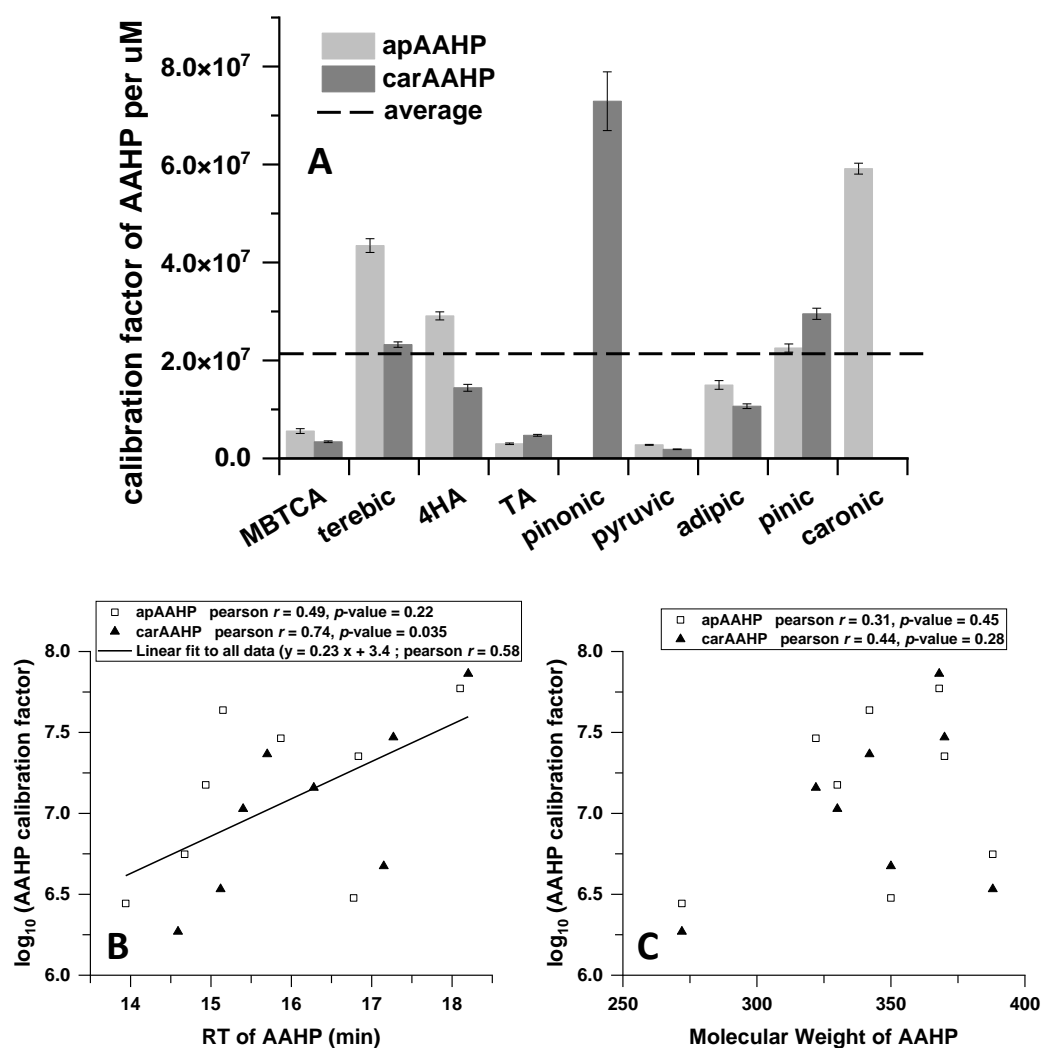 calibration factor of AAHP per uM
8.0×10⁷
6.0×10⁷
4.0×10⁷
2.0×10⁷
0.0
apAAHP
carAAHP
average
A
MBTCA
terebic
4HA
TA
pinonic
pyruvic
adipic
pinic
caronic
apAAHP pearson r = 0.49, p-value = 0.22
carAAHP pearson r = 0.74, p-value = 0.035
Linear fit to all data (y = 0.23 x + 3.4 ; pearson r = 0.58
log₁₀ (AAHP calibration factor)
8.0
7.5
7.0
6.5
6.0
B
14 15 16 17 18
RT of AAHP (min)
apAAHP pearson r = 0.31, p-value = 0.45
carAAHP pearson r = 0.44, p-value = 0.28
log₁₀ (AAHP calibration factor)
8.0
7.5
7.0
6.5
6.0
C
250 300 350 400
Molecular Weight of AAHP